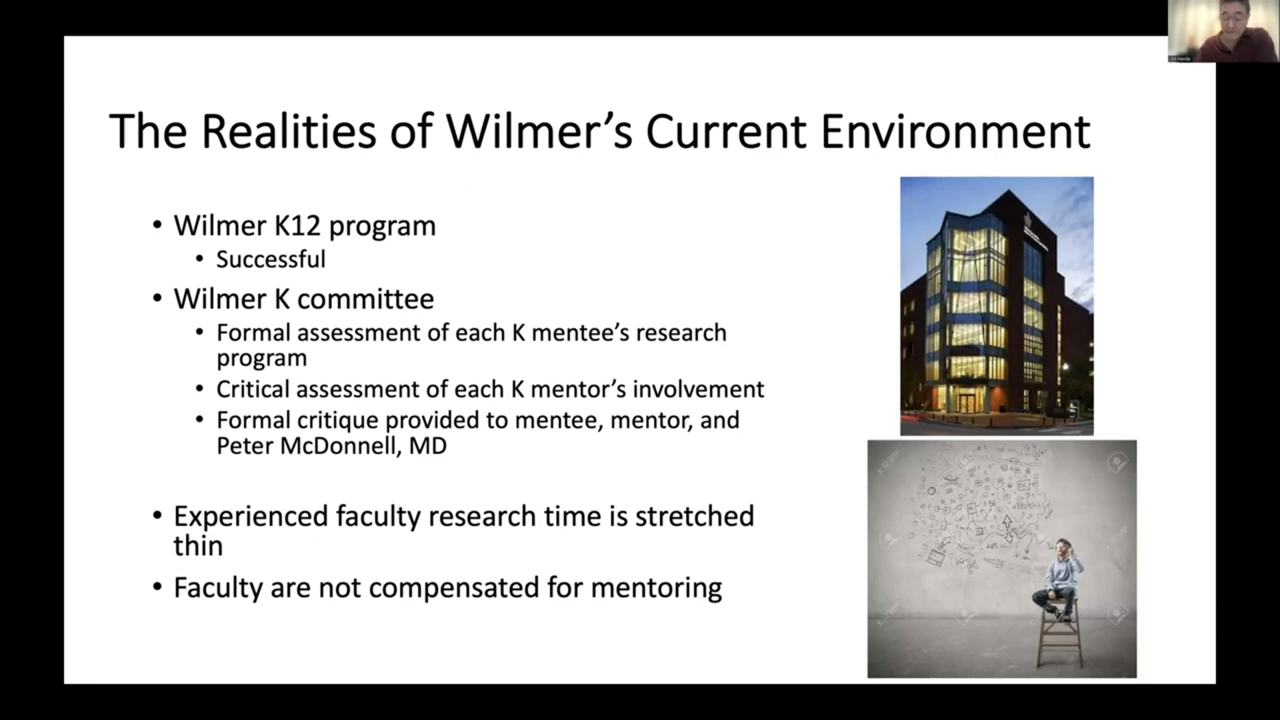 The Realities of Wilmer's Current Environment
• Wilmer K12 program
• Successful
• Wilmer K committee
• Formal assessment of each K mentee's research
program
• Critical assessment of each K mentor's involvement
• Formal critique provided to mentee, mentor, and
Peter McDonnell, MD
• Experienced faculty research time is stretched
thin
• Faculty are not compensated for mentoring